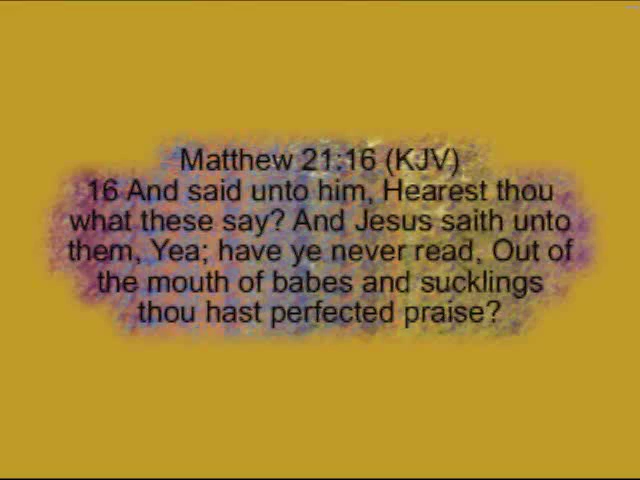 Matthew 21:16 (KJV)
16 And said unto him, Hearest thou
what these say? And Jesus saith unto
them, Yea; have ye never read, Out of
the mouth of babes and sucklings
thou hast perfected praise?